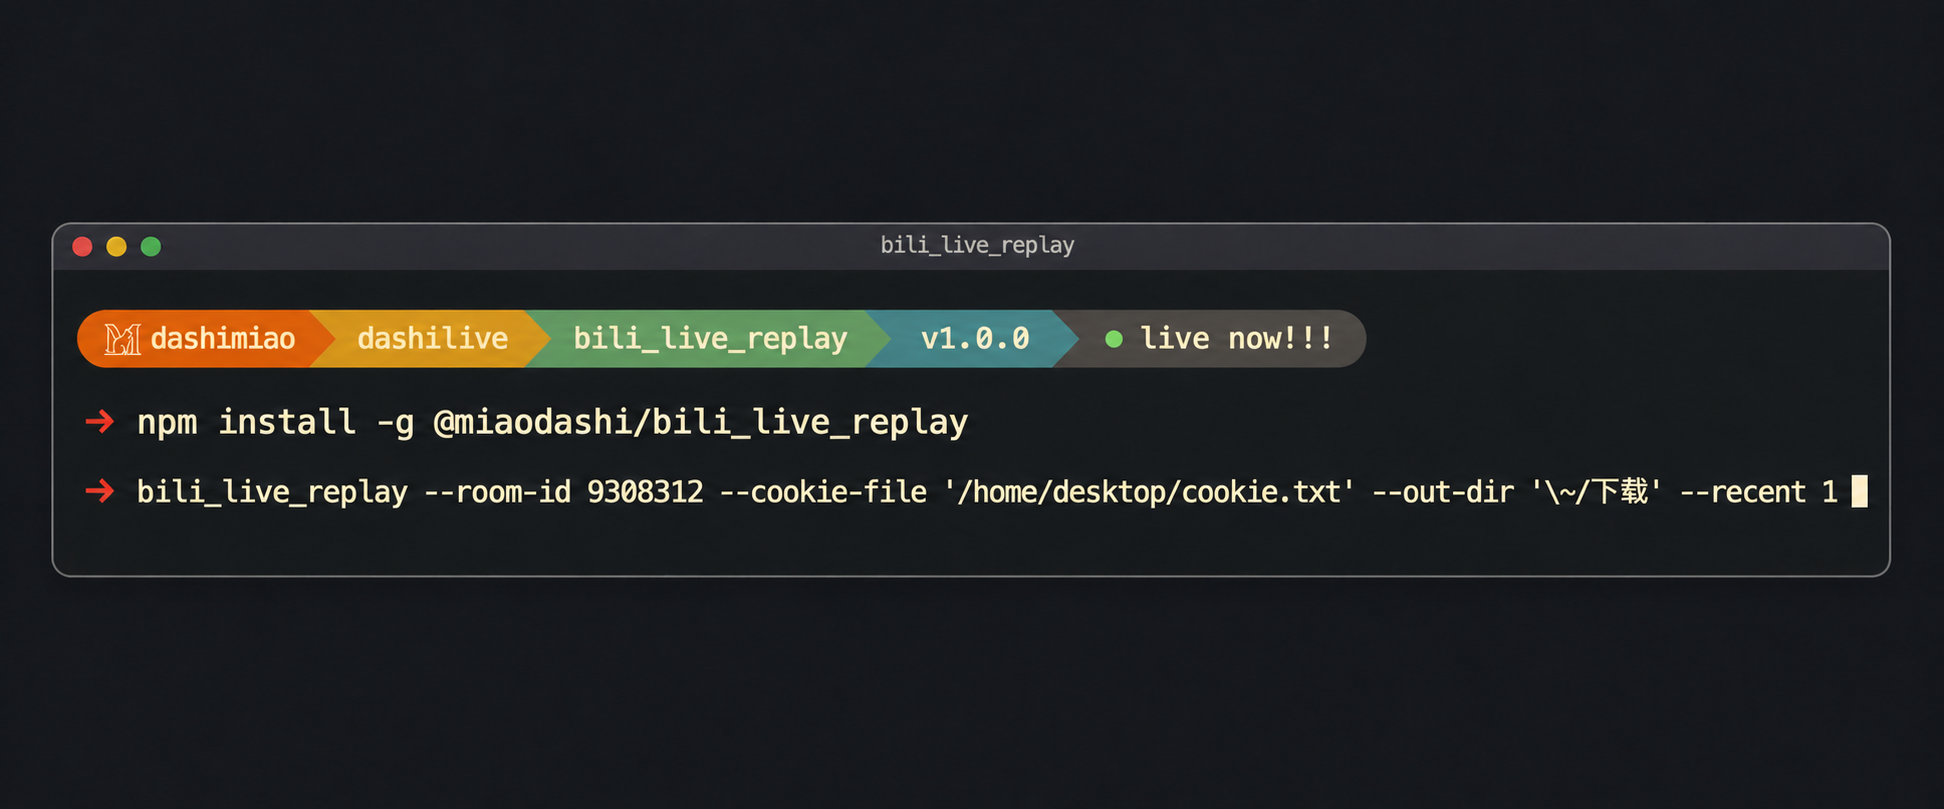 bili_live_replay
dashimiao dashilive bili_live_replay v1.0.0 ● live now!!!
→ npm install -g @miaodashi/bili_live_replay
→ bili_live_replay --room-id 9308312 --cookie-file '/home/desktop/cookie.txt' --out-dir '\~/下载' --recent 1